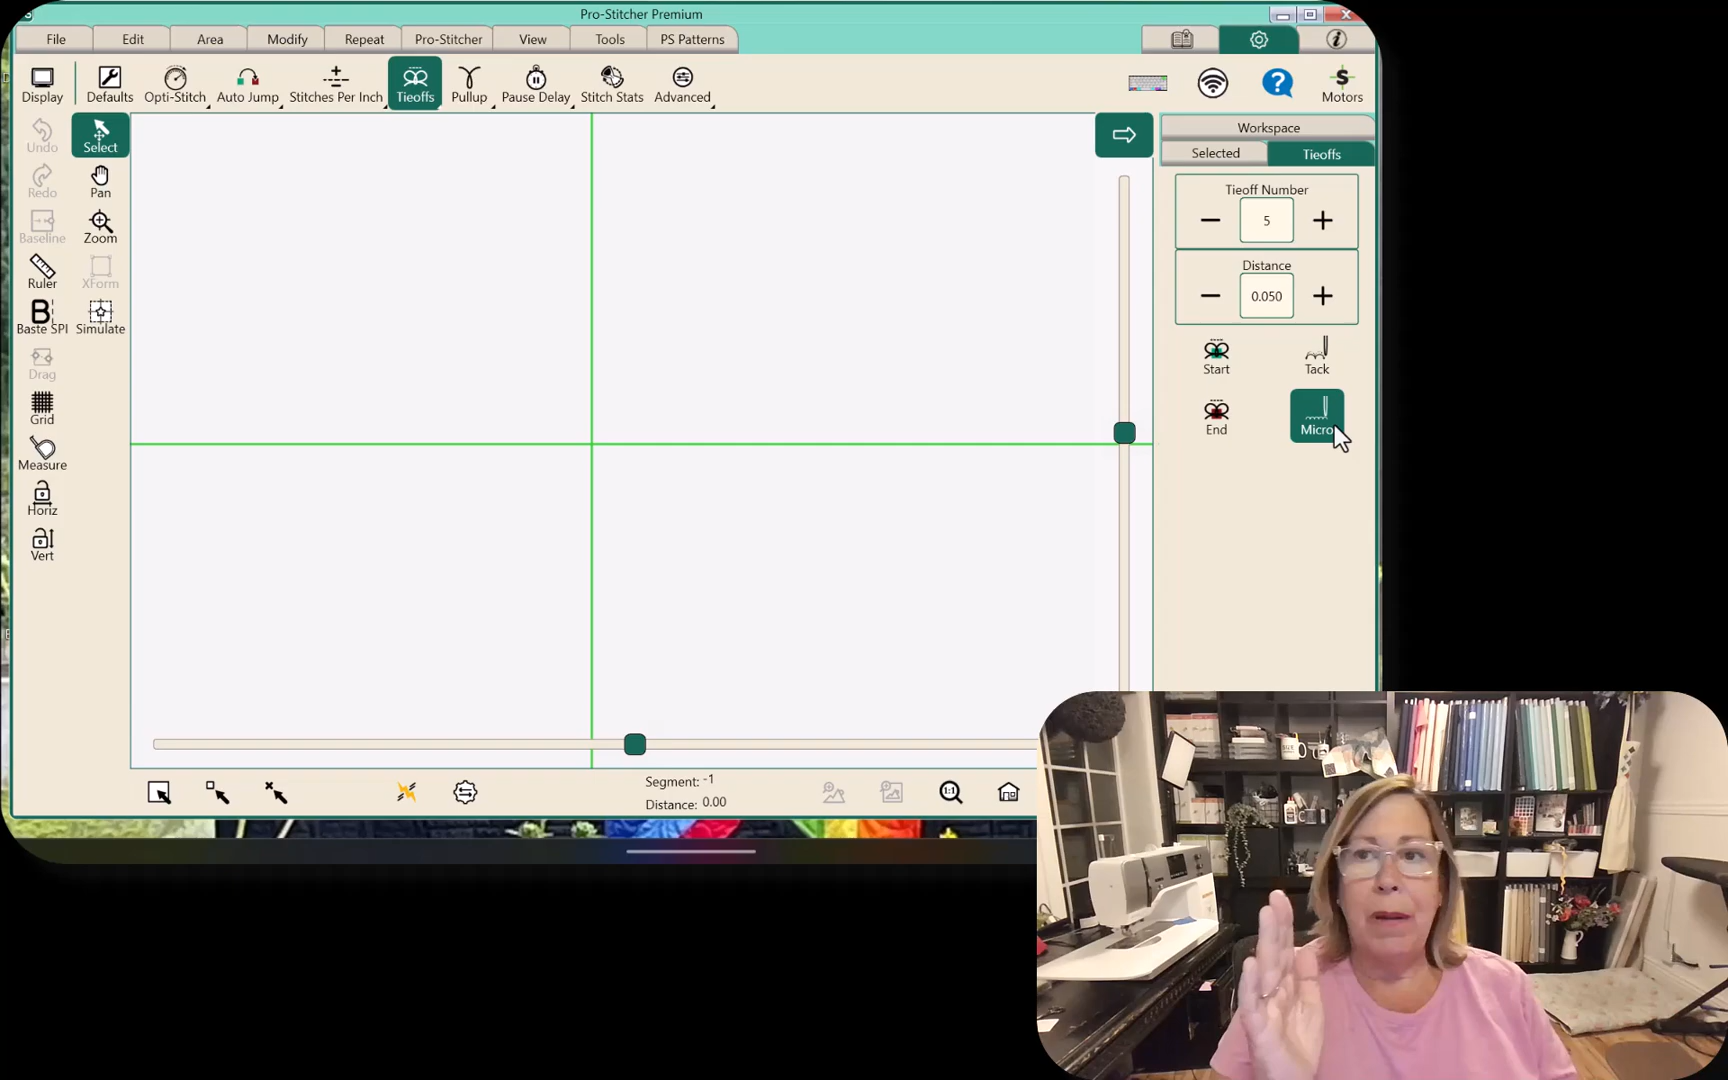 Pro-Stitcher Premium
File Edit Area Modify Repeat Pro-Stitcher View Tools PS Patterns
Display Defaults Opti-Stitch Auto Jump Stitches Per Inch Tieoffs Pullup Pause Delay Stitch Stats Advanced Motors
Undo Select
Redo Pan
Baseline Zoom
Ruler XForm
Baste SPI Simulate
Drag
Grid
Measure
Horiz
Vert
Workspace
Selected Tieoffs
Tieoff Number
5
Distance
0.050
Start Tack
End Micro
Segment: -1
Distance: 0.00
1:1